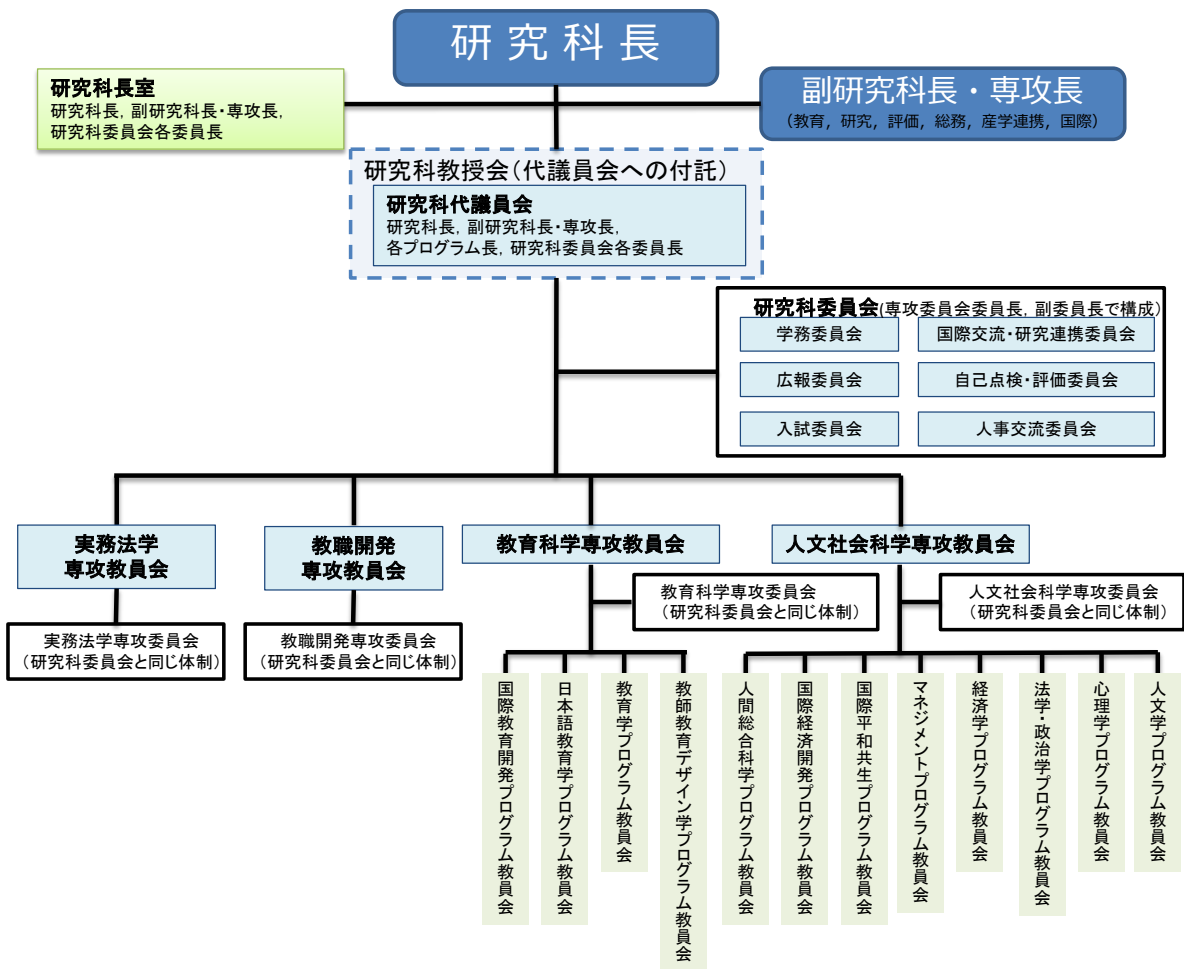 研究科長
研究科長室
研究科長, 副研究科長・専攻長,
研究科委員会各委員長
副研究科長・専攻長
（教育，研究，評価，総務，産学連携，国際）
研究科教授会（代議員会への付託）
研究科代議員会
研究科長, 副研究科長・専攻長,
各プログラム長, 研究科委員会各委員長
研究科委員会(専攻委員会委員長, 副委員長で構成)
学務委員会
国際交流・研究連携委員会
広報委員会
自己点検・評価委員会
入試委員会
人事交流委員会
実務法学
専攻教員会
教職開発
専攻教員会
教育科学専攻教員会
人文社会科学専攻教員会
実務法学専攻委員会
（研究科委員会と同じ体制）
教職開発専攻委員会
（研究科委員会と同じ体制）
教育科学専攻委員会
（研究科委員会と同じ体制）
人文社会科学専攻委員会
（研究科委員会と同じ体制）
国際教育開発プログラム教員会
日本語教育学プログラム教員会
教育学プログラム教員会
教師教育デザイン学プログラム教員会
人間総合科学プログラム教員会
国際経済開発プログラム教員会
国際平和共生プログラム教員会
マネジメントプログラム教員会
経済学プログラム教員会
法学・政治学プログラム教員会
心理学プログラム教員会
人文学プログラム教員会